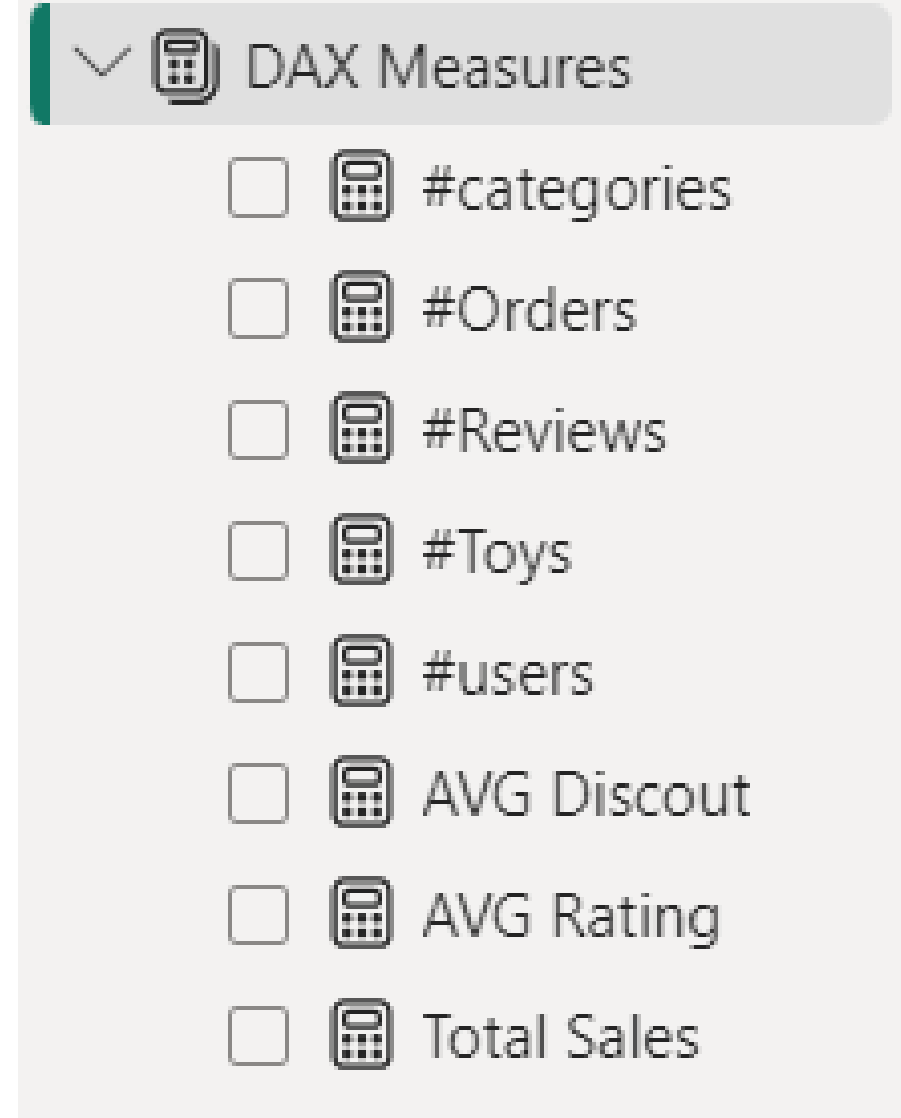 DAX Measures
#categories
#Orders
#Reviews
#Toys
#users
AVG Discout
AVG Rating
Total Sales